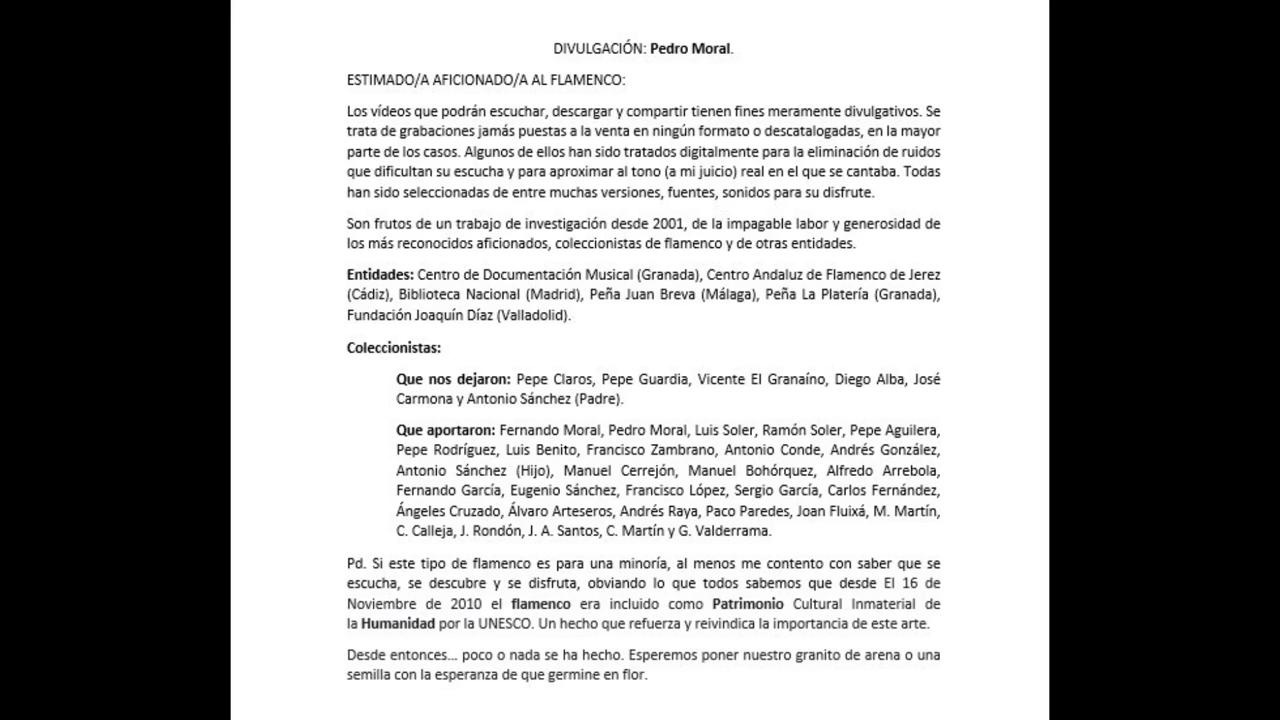 DIVULGACIÓN: Pedro Moral.
ESTIMADO/A AFICIONADO/A AL FLAMENCO:
Los vídeos que podrán escuchar, descargar y compartir tienen fines meramente divulgativos. Se
trata de grabaciones jamás puestas a la venta en ningún formato o descatalogadas, en la mayor
parte de los casos. Algunos de ellos han sido tratados digitalmente para la eliminación de ruidos
que dificultan su escucha y para aproximar al tono (a mi juicio) real en el que se cantaba. Todas
han sido seleccionadas de entre muchas versiones, fuentes, sonidos para su disfrute.
Son frutos de un trabajo de investigación desde 2001, de la impagable labor y generosidad de
los más reconocidos aficionados, coleccionistas de flamenco y de otras entidades.
Entidades: Centro de Documentación Musical (Granada), Centro Andaluz de Flamenco de Jerez
(Cádiz), Biblioteca Nacional (Madrid), Peña Juan Breva (Málaga), Peña La Platería (Granada),
Fundación Joaquín Díaz (Valladolid).
Coleccionistas:
Que nos dejaron: Pepe Claros, Pepe Guardia, Vicente El Granaíno, Diego Alba, José
Carmona y Antonio Sánchez (Padre).
Que aportaron: Fernando Moral, Pedro Moral, Luis Soler, Ramón Soler, Pepe Aguilera,
Pepe Rodríguez, Luis Benito, Francisco Zambrano, Antonio Conde, Andrés González,
Antonio Sánchez (Hijo), Manuel Cerrejón, Manuel Bohórquez, Alfredo Arrebola,
Fernando García, Eugenio Sánchez, Francisco López, Sergio García, Carlos Fernández,
Ángeles Cruzado, Álvaro Arteseros, Andrés Raya, Paco Paredes, Joan Fluixá, M. Martín,
C. Calleja, J. Rondón, J. A. Santos, C. Martín y G. Valderrama.
Pd. Si este tipo de flamenco es para una minoría, al menos me contento con saber que se
escucha, se descubre y se disfruta, obviando lo que todos sabemos que desde El 16 de
Noviembre de 2010 el flamenco era incluido como Patrimonio Cultural Inmaterial de
la Humanidad por la UNESCO. Un hecho que refuerza y reivindica la importancia de este arte.
Desde entonces... poco o nada se ha hecho. Esperemos poner nuestro granito de arena o una
semilla con la esperanza de que germine en flor.